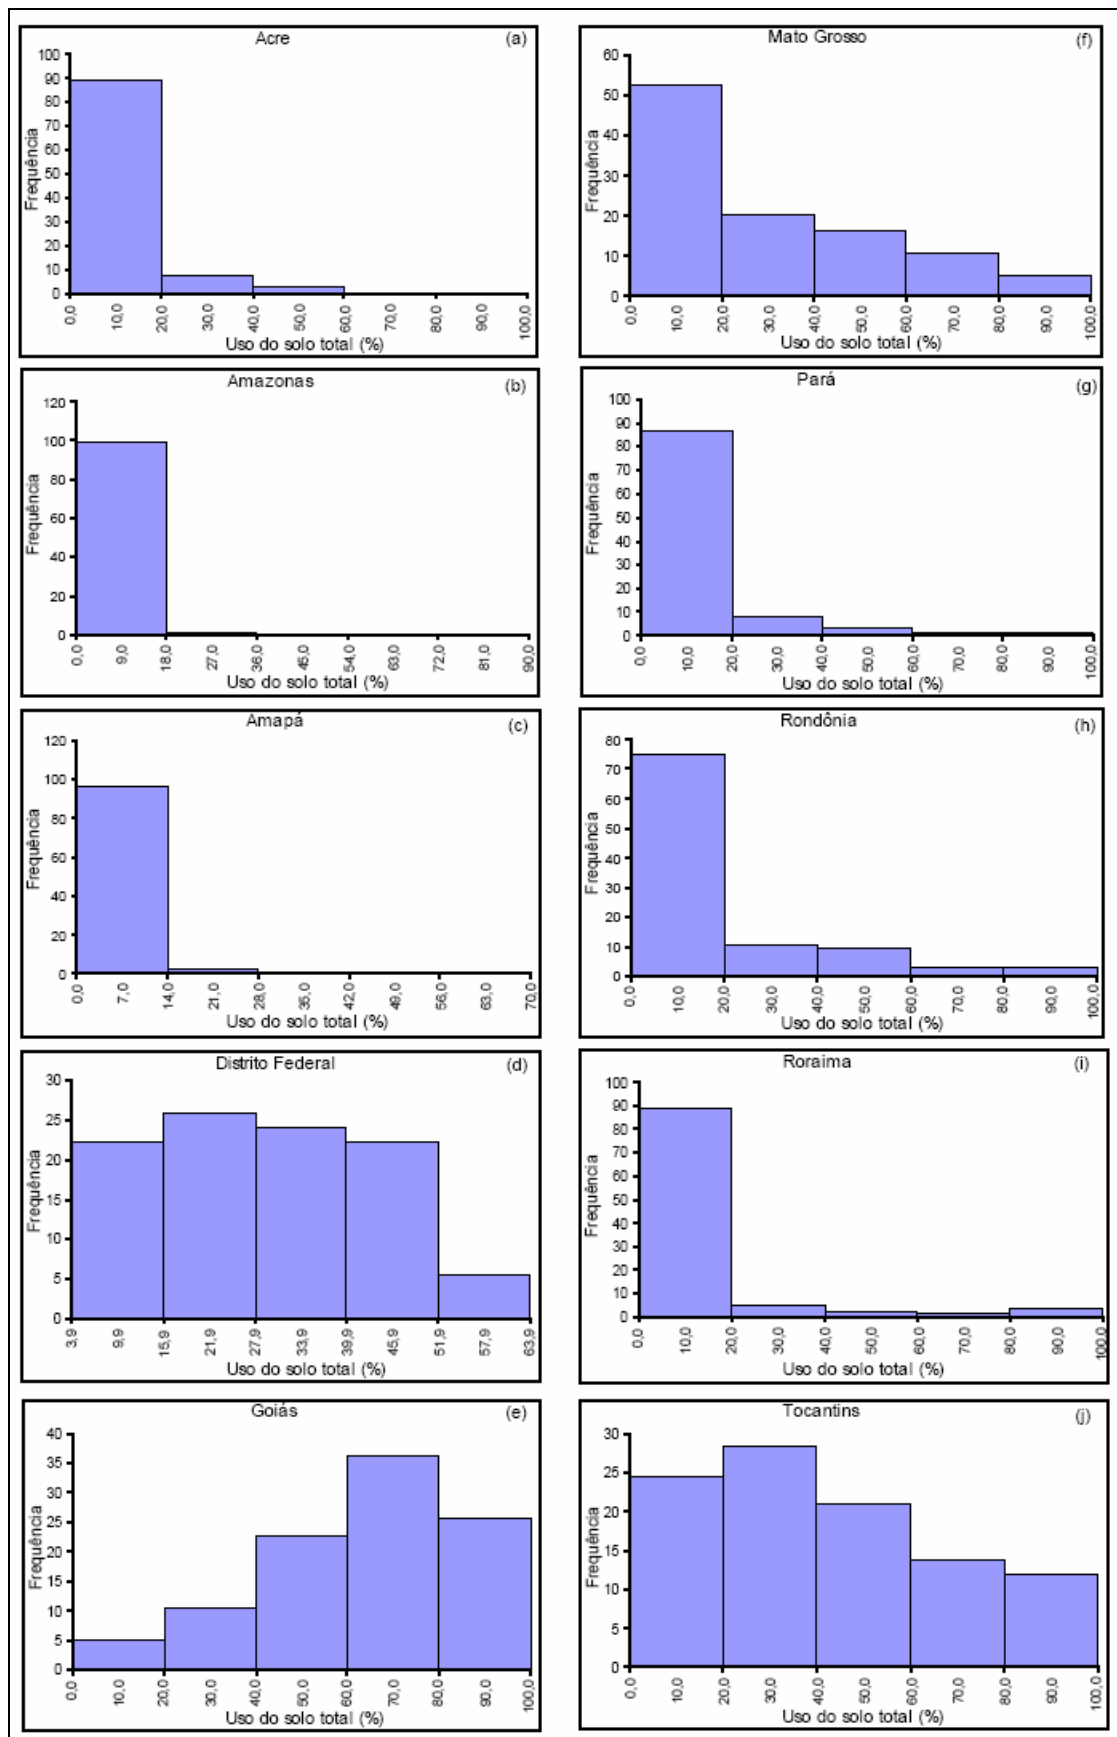 Acre
(a)
Frequência
100
90
80
70
60
50
40
30
20
10
0
0,0 10,0 20,0 30,0 40,0 50,0 60,0 70,0 80,0 90,0 100,0
Uso do solo total (%)
Mato Grosso
(f)
Frequência
60
50
40
30
20
10
0
0,0 10,0 20,0 30,0 40,0 50,0 60,0 70,0 80,0 90,0 100,0
Uso do solo total (%)
Amazonas
(b)
Frequência
120
100
80
60
40
20
0
0,0 9,0 18,0 27,0 36,0 45,0 54,0 63,0 72,0 81,0 90,0
Uso do solo total (%)
Pará
(g)
Frequência
100
90
80
70
60
50
40
30
20
10
0
0,0 10,0 20,0 30,0 40,0 50,0 60,0 70,0 80,0 90,0 100,0
Uso do solo total (%)
Amapá
(c)
Frequência
120
100
80
60
40
20
0
0,0 7,0 14,0 21,0 28,0 35,0 42,0 49,0 56,0 63,0 70,0
Uso do solo total (%)
Rondônia
(h)
Frequência
80
70
60
50
40
30
20
10
0
0,0 10,0 20,0 30,0 40,0 50,0 60,0 70,0 80,0 90,0 100,0
Uso do solo total (%)
Distrito Federal
(d)
Frequência
30
25
20
15
10
5
0
3,9 9,9 15,9 21,9 27,9 33,9 39,9 45,9 51,9 57,9 63,9
Uso do solo total (%)
Roraima
(i)
Frequência
100
90
80
70
60
50
40
30
20
10
0
0,0 10,0 20,0 30,0 40,0 50,0 60,0 70,0 80,0 90,0 100,0
Uso do solo total (%)
Goiás
(e)
Frequência
40
35
30
25
20
15
10
5
0
0,0 10,0 20,0 30,0 40,0 50,0 60,0 70,0 80,0 90,0 100,0
Uso do solo total (%)
Tocantins
(j)
Frequência
30
25
20
15
10
5
0
0,0 10,0 20,0 30,0 40,0 50,0 60,0 70,0 80,0 90,0 100,0
Uso do solo total (%)